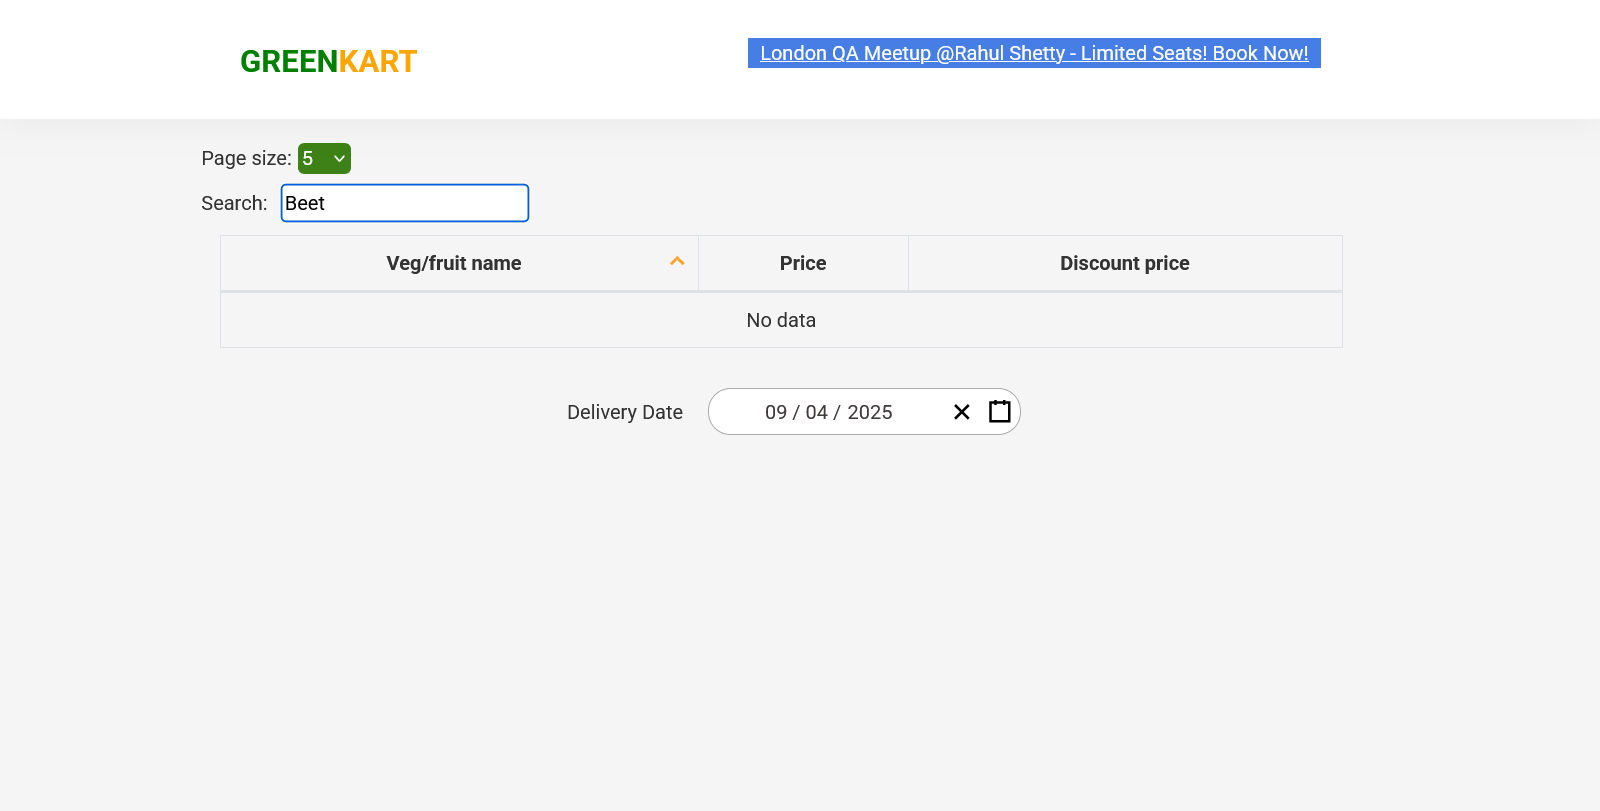 GREENKART
London QA Meetup @Rahul Shetty - Limited Seats! Book Now!
Page size: 5
Search: Beet
Veg/fruit name Price Discount price
No data
Delivery Date 09 / 04 / 2025